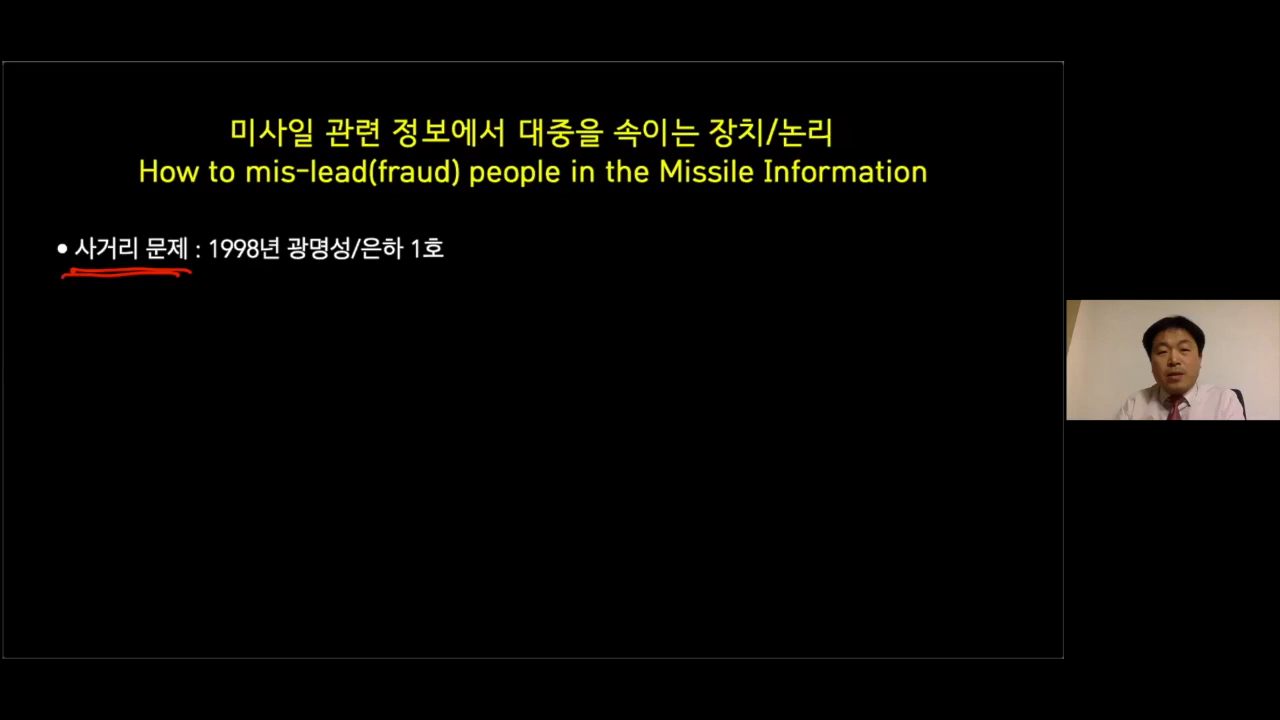 미사일 관련 정보에서 대중을 속이는 장치/논리
How to mis-lead(fraud) people in the Missile Information
• 사거리 문제 : 1998년 광명성/은하 1호